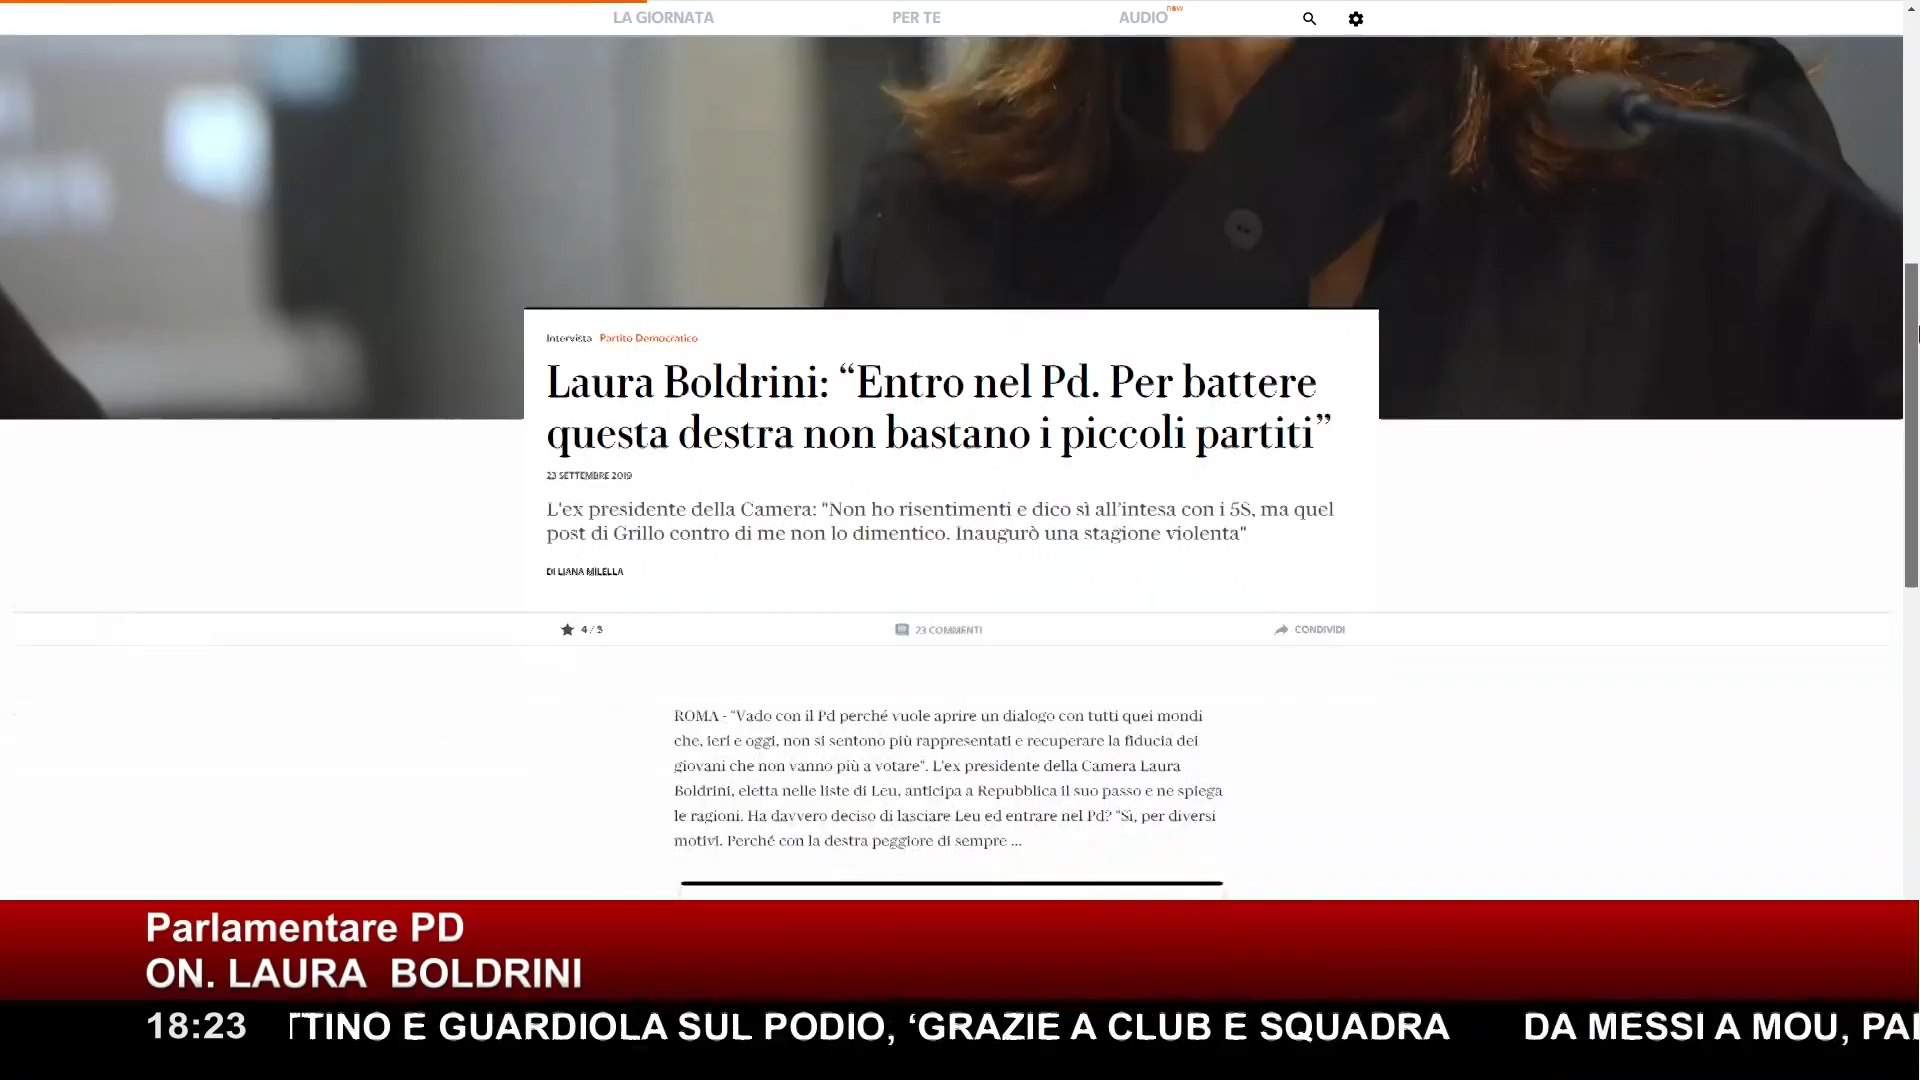 LA GIORNATA
PER TE
AUDIO now
Intervista Partito Democratico
Laura Boldrini: “Entro nel Pd. Per battere
questa destra non bastano i piccoli partiti”
23 SETTEMBRE 2019
L'ex presidente della Camera: "Non ho risentimenti e dico sì all’intesa con i 5S, ma quel
post di Grillo contro di me non lo dimentico. Inaugurò una stagione violenta"
DI LIANA MILELLA
4 / 5
23 COMMENTI
CONDIVIDI
ROMA - "Vado con il Pd perché vuole aprire un dialogo con tutti quei mondi
che, ieri e oggi, non si sentono più rappresentati e recuperare la fiducia dei
giovani che non vanno più a votare". L'ex presidente della Camera Laura
Boldrini, eletta nelle liste di Leu, anticipa a Repubblica il suo passo e ne spiega
le ragioni. Ha davvero deciso di lasciare Leu ed entrare nel Pd? "Sì, per diversi
motivi. Perché con la destra peggiore di sempre ...
Parlamentare PD
ON. LAURA BOLDRINI
18:23 TTINO E GUARDIOLA SUL PODIO, ‘GRAZIE A CLUB E SQUADRA DA MESSI A MOU, PA